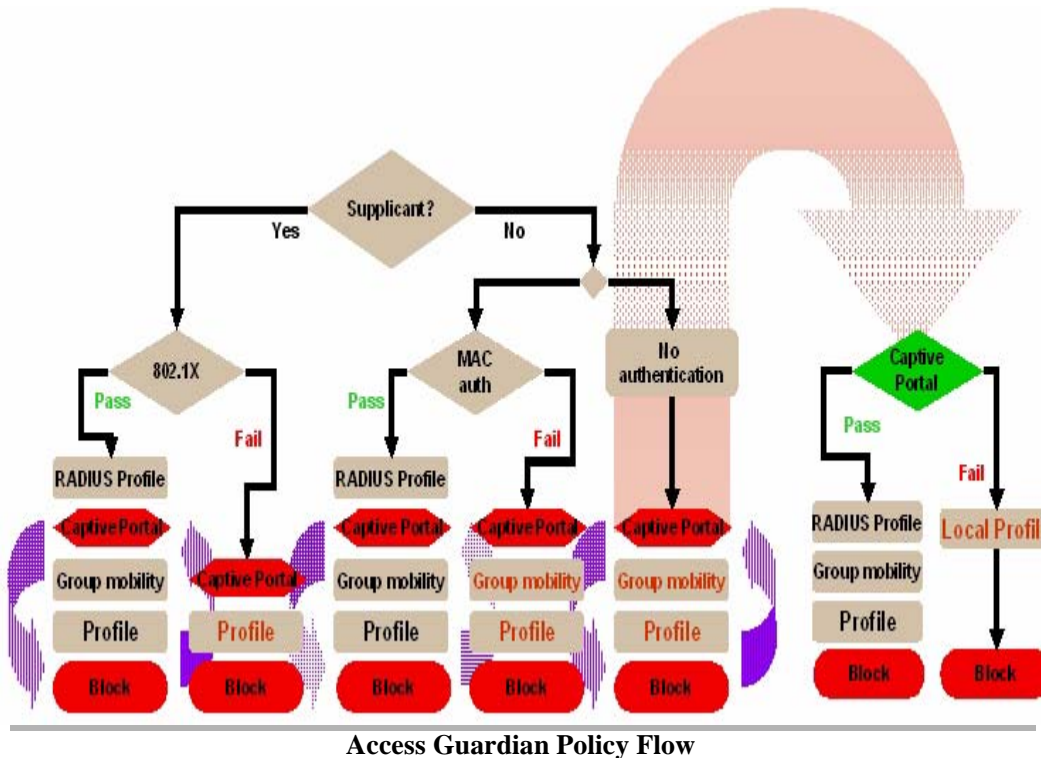 Supplicant?
Yes
No
802.1X
MAC
auth
No
authentication
Captive
Portal
Pass
Fail
Pass
Fail
Pass
Fail
RADIUS Profile
Captive Portal
Group mobility
Profile
Block
Captive Portal
Profile
Block
RADIUS Profile
Captive Portal
Group mobility
Profile
Block
Captive Portal
Group mobility
Profile
Block
Captive Portal
Group mobility
Profile
Block
RADIUS Profile
Group mobility
Profile
Block
Local Profil
Block
Access Guardian Policy Flow